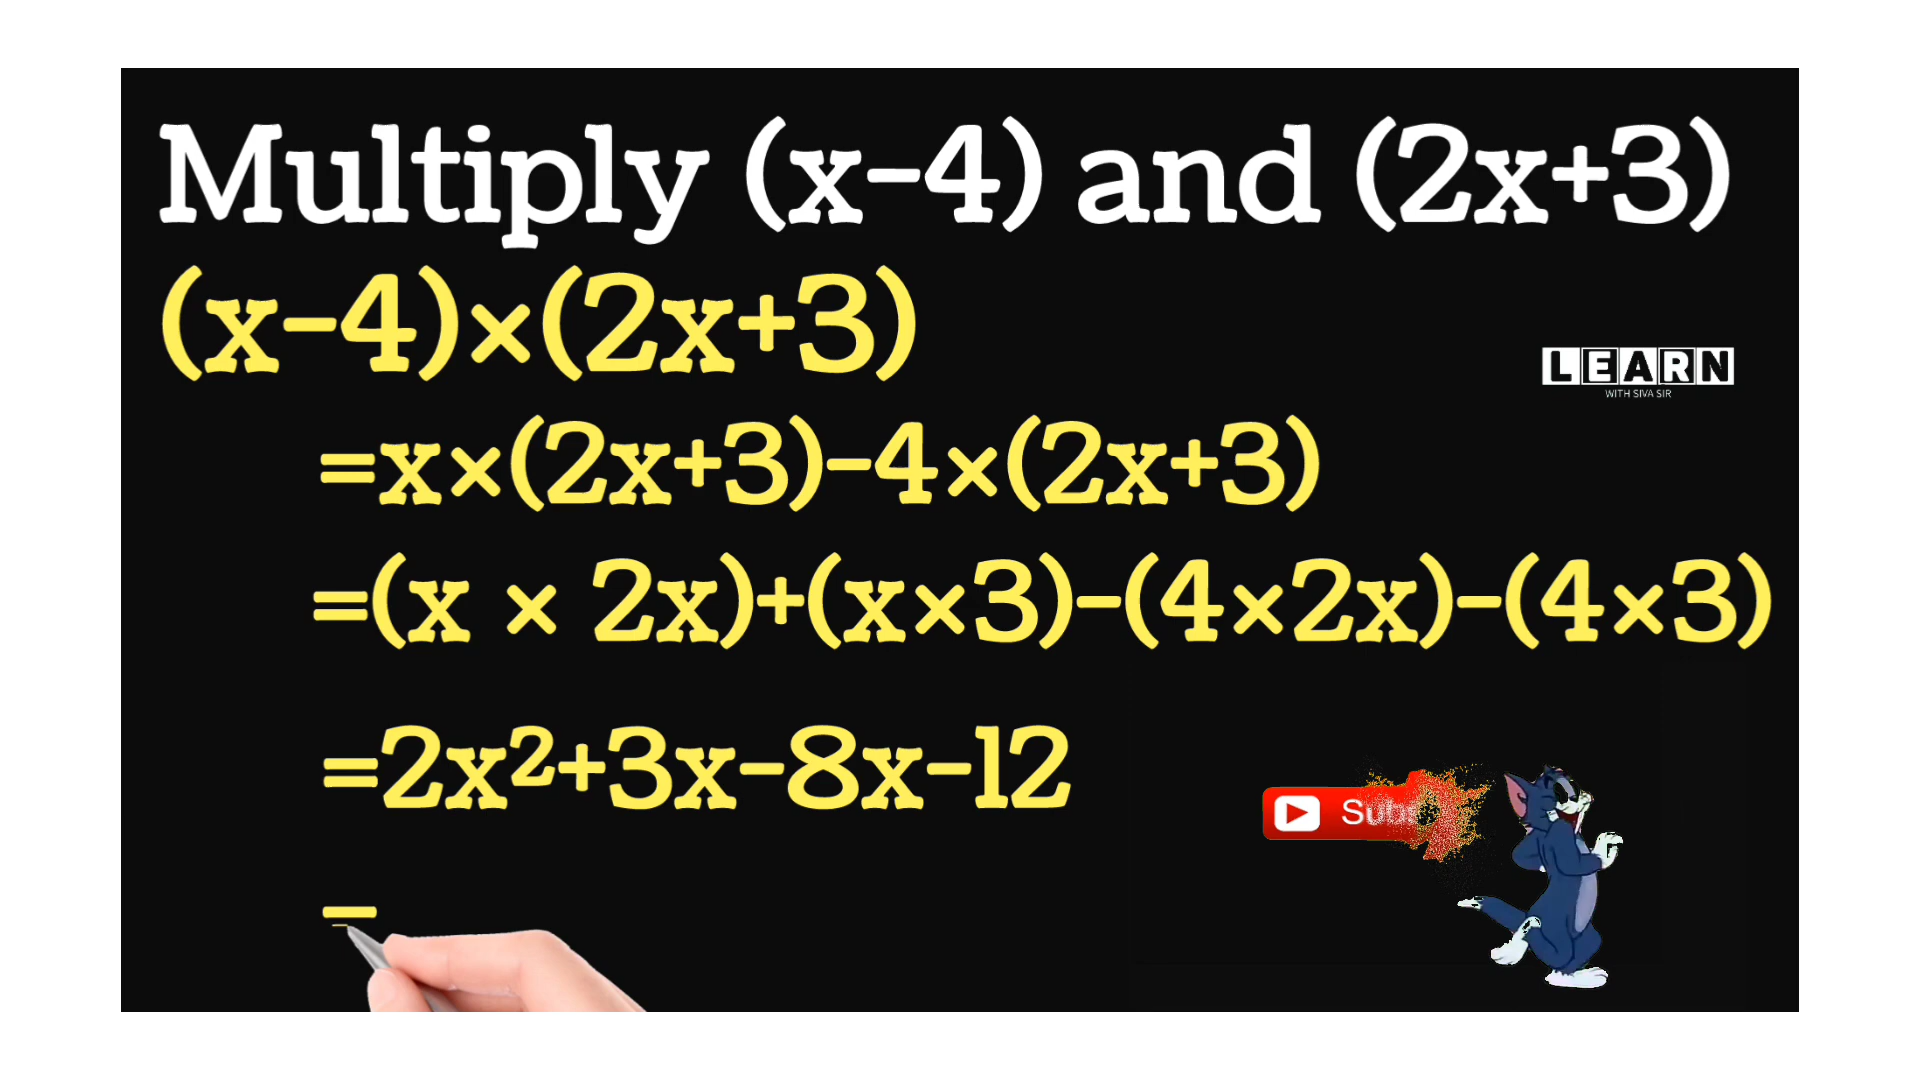 Multiply (x-4) and (2x+3)
(x-4)×(2x+3)
LEARN
WITH SIVA SIR
=x×(2x+3)-4×(2x+3)
=(x × 2x)+(x×3)-(4×2x)-(4×3)
=2x²+3x-8x-12